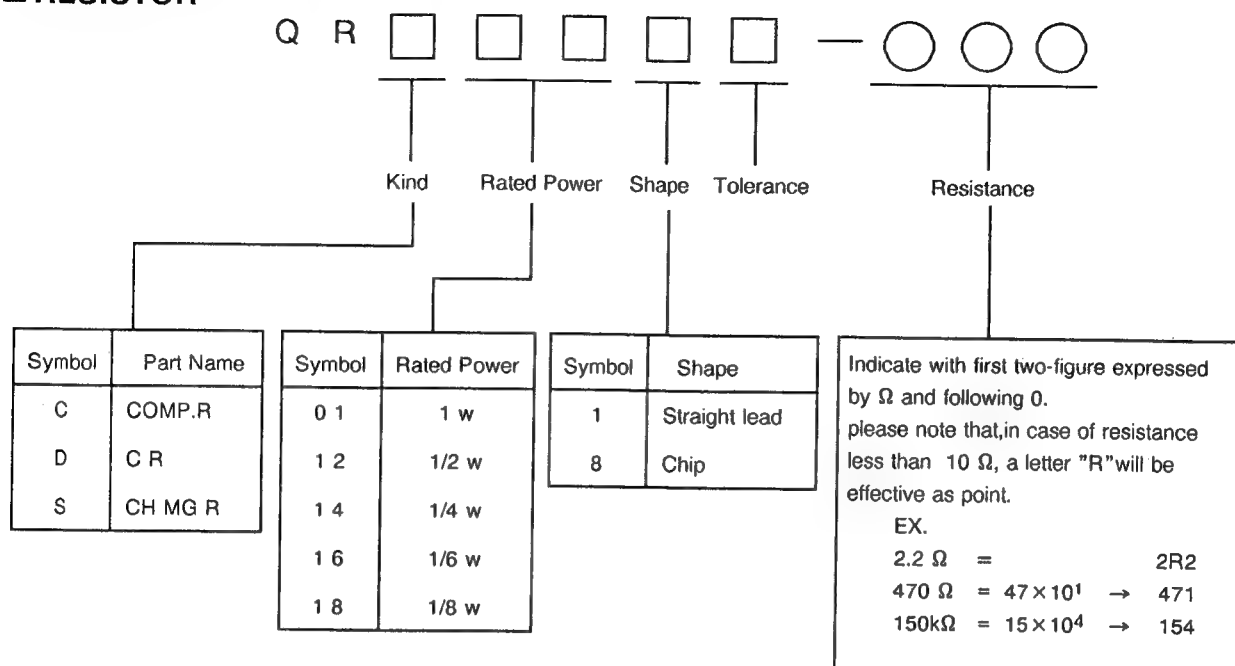 RESISTOR
Q R □ □ □ □ □ — ○ ○ ○
Kind Rated Power Shape Tolerance Resistance
Symbol Part Name
C COMP.R
D C R
S CH MG R
Symbol Rated Power
0 1 1 w
1 2 1/2 w
1 4 1/4 w
1 6 1/6 w
1 8 1/8 w
Symbol Shape
1 Straight lead
8 Chip
Indicate with first two-figure expressed
by Ω and following 0.
please note that,in case of resistance
less than 10 Ω, a letter "R"will be
effective as point.
EX.
2.2 Ω = 2R2
470 Ω = 47×10¹ → 471
150kΩ = 15×10⁴ → 154